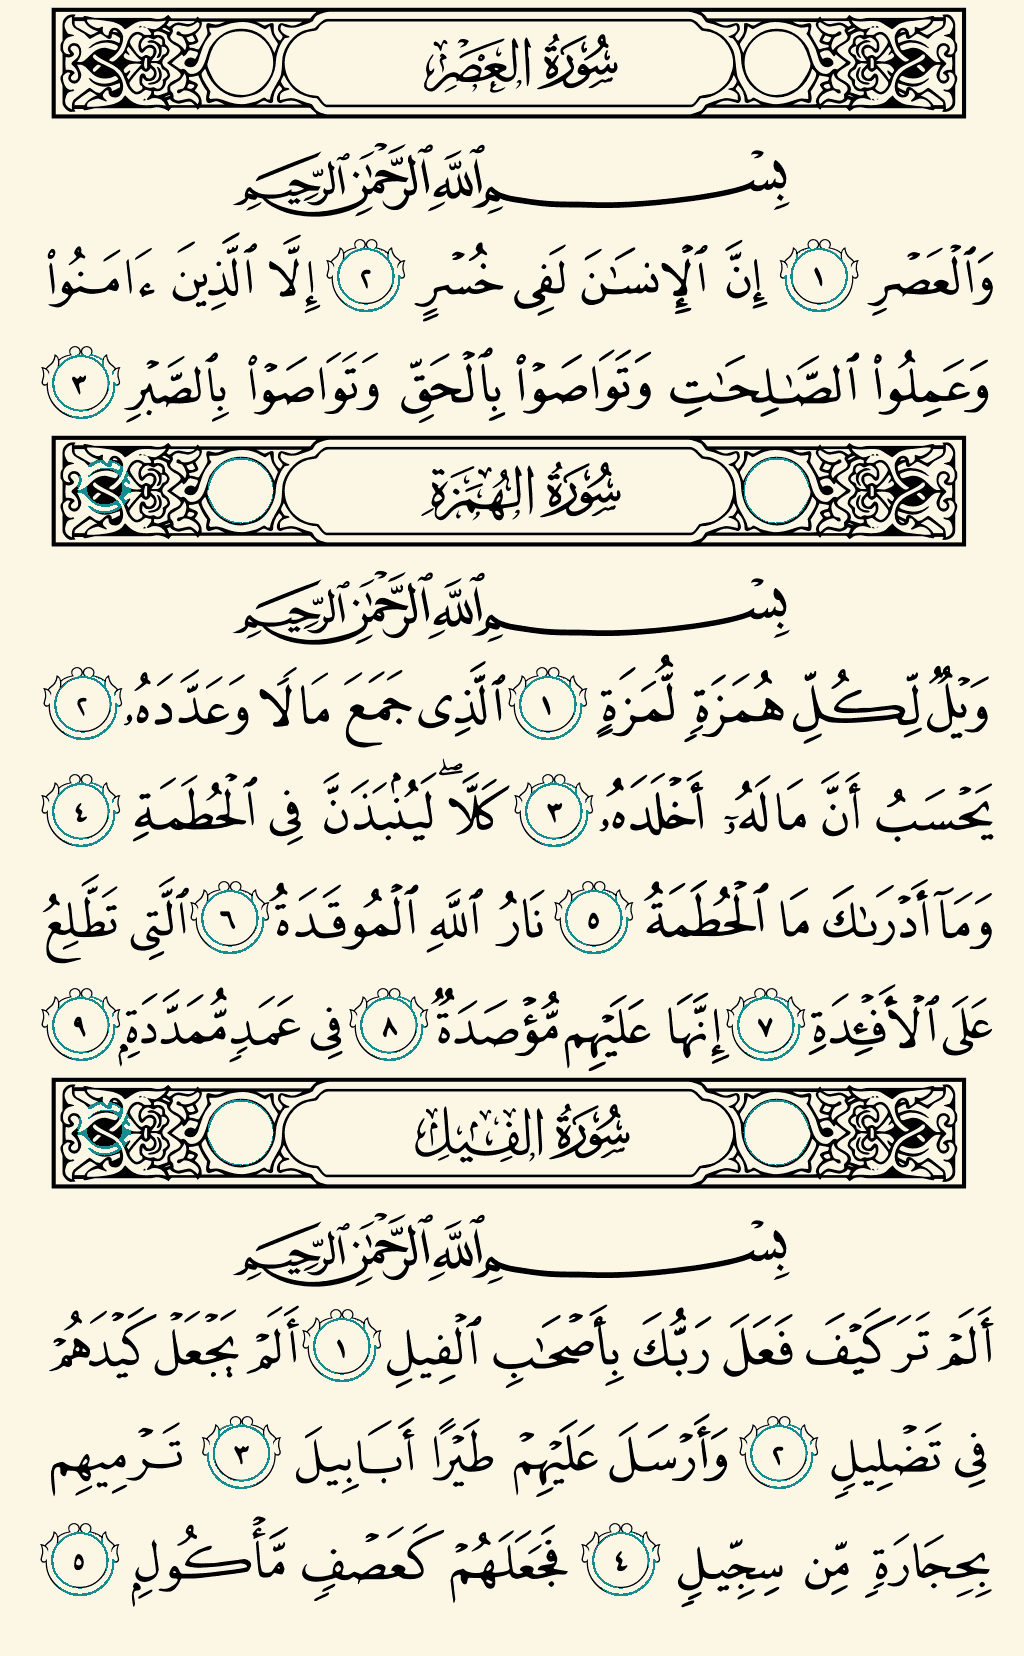 سُورَةُ العَصْرِ
بِسْمِ ٱللَّهِ ٱلرَّحْمَٰنِ ٱلرَّحِيمِ
وَٱلْعَصْرِ ١ إِنَّ ٱلْإِنسَٰنَ لَفِى خُسْرٍ ٢ إِلَّا ٱلَّذِينَ ءَامَنُوا۟
وَعَمِلُوا۟ ٱلصَّٰلِحَٰتِ وَتَوَاصَوْا۟ بِٱلْحَقِّ وَتَوَاصَوْا۟ بِٱلصَّبْرِ ٣
سُورَةُ الهُمَزَةِ
بِسْمِ ٱللَّهِ ٱلرَّحْمَٰنِ ٱلرَّحِيمِ
وَيْلٌ لِّكُلِّ هُمَزَةٍ لُّمَزَةٍ ١ ٱلَّذِى جَمَعَ مَالًا وَعَدَّدَهُۥ ٢
يَحْسَبُ أَنَّ مَالَهُۥٓ أَخْلَدَهُۥ ٣ كَلَّا ۖ لَيُنۢبَذَنَّ فِى ٱلْحُطَمَةِ ٤
وَمَآ أَدْرَىٰكَ مَا ٱلْحُطَمَةُ ٥ نَارُ ٱللَّهِ ٱلْمُوقَدَةُ ٦ ٱلَّتِى تَطَّلِعُ
عَلَى ٱلْأَفْـِٔدَةِ ٧ إِنَّهَا عَلَيْهِم مُّؤْصَدَةٌ ٨ فِى عَمَدٍ مُّمَدَّدَةٍۭ ٩
سُورَةُ الفِيلِ
بِسْمِ ٱللَّهِ ٱلرَّحْمَٰنِ ٱلرَّحِيمِ
أَلَمْ تَرَ كَيْفَ فَعَلَ رَبُّكَ بِأَصْحَٰبِ ٱلْفِيلِ ١ أَلَمْ يَجْعَلْ كَيْدَهُمْ
فِى تَضْلِيلٍ ٢ وَأَرْسَلَ عَلَيْهِمْ طَيْرًا أَبَابِيلَ ٣ تَرْمِيهِم
بِحِجَارَةٍ مِّن سِجِّيلٍ ٤ فَجَعَلَهُمْ كَعَصْفٍ مَّأْكُولٍۭ ٥